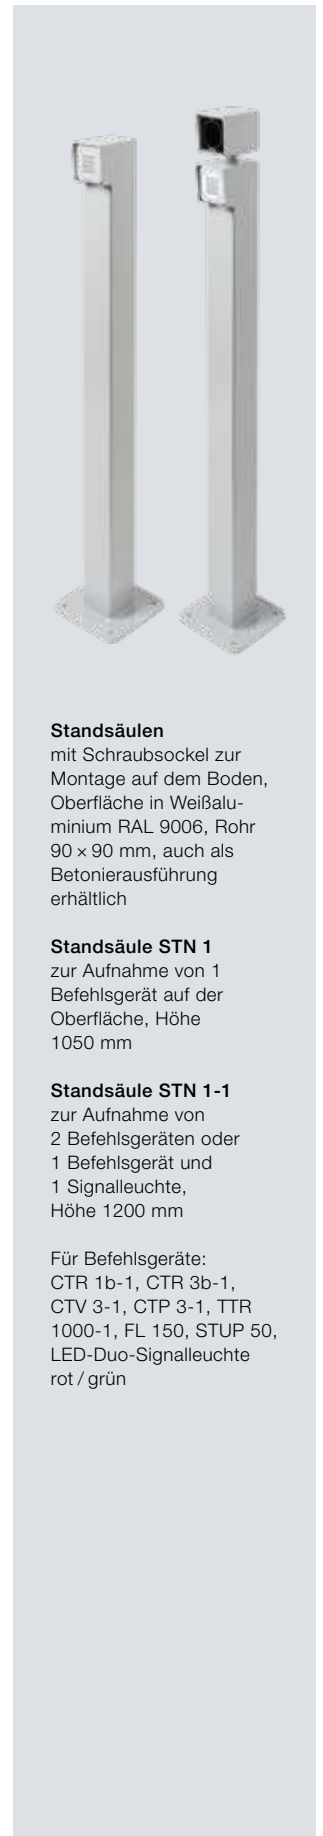 Standsäulen
mit Schraubsockel zur
Montage auf dem Boden,
Oberfläche in Weißalu-
minium RAL 9006, Rohr
90 × 90 mm, auch als
Betonierausführung
erhältlich
Standsäule STN 1
zur Aufnahme von 1
Befehlsgerät auf der
Oberfläche, Höhe
1050 mm
Standsäule STN 1-1
zur Aufnahme von
2 Befehlsgeräten oder
1 Befehlsgerät und
1 Signalleuchte,
Höhe 1200 mm
Für Befehlsgeräte:
CTR 1b-1, CTR 3b-1,
CTV 3-1, CTP 3-1, TTR
1000-1, FL 150, STUP 50,
LED-Duo-Signalleuchte
rot / grün